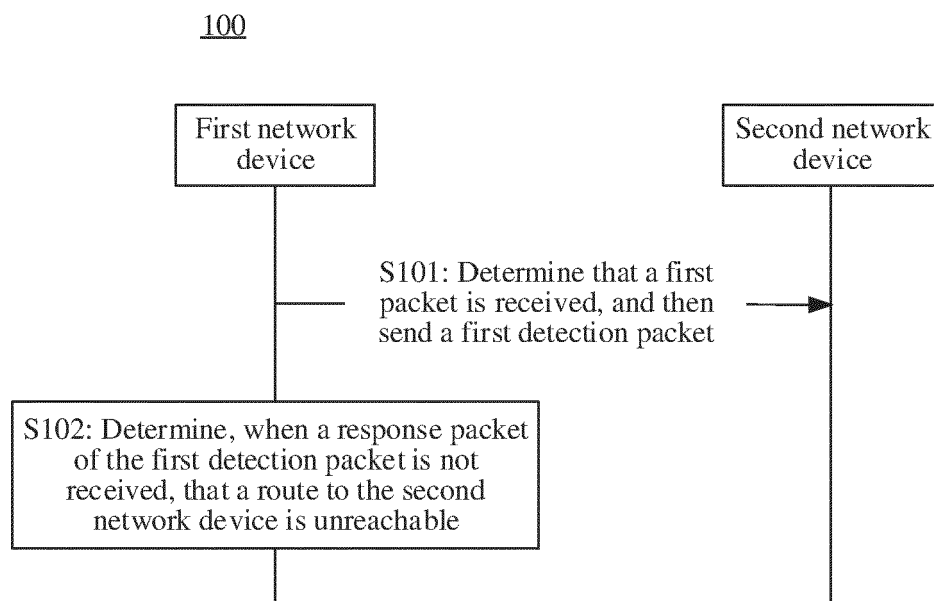 100
First network
device
Second network
device
S101: Determine that a first
packet is received, and then
send a first detection packet
S102: Determine, when a response packet
of the first detection packet is not
received, that a route to the second
network device is unreachable